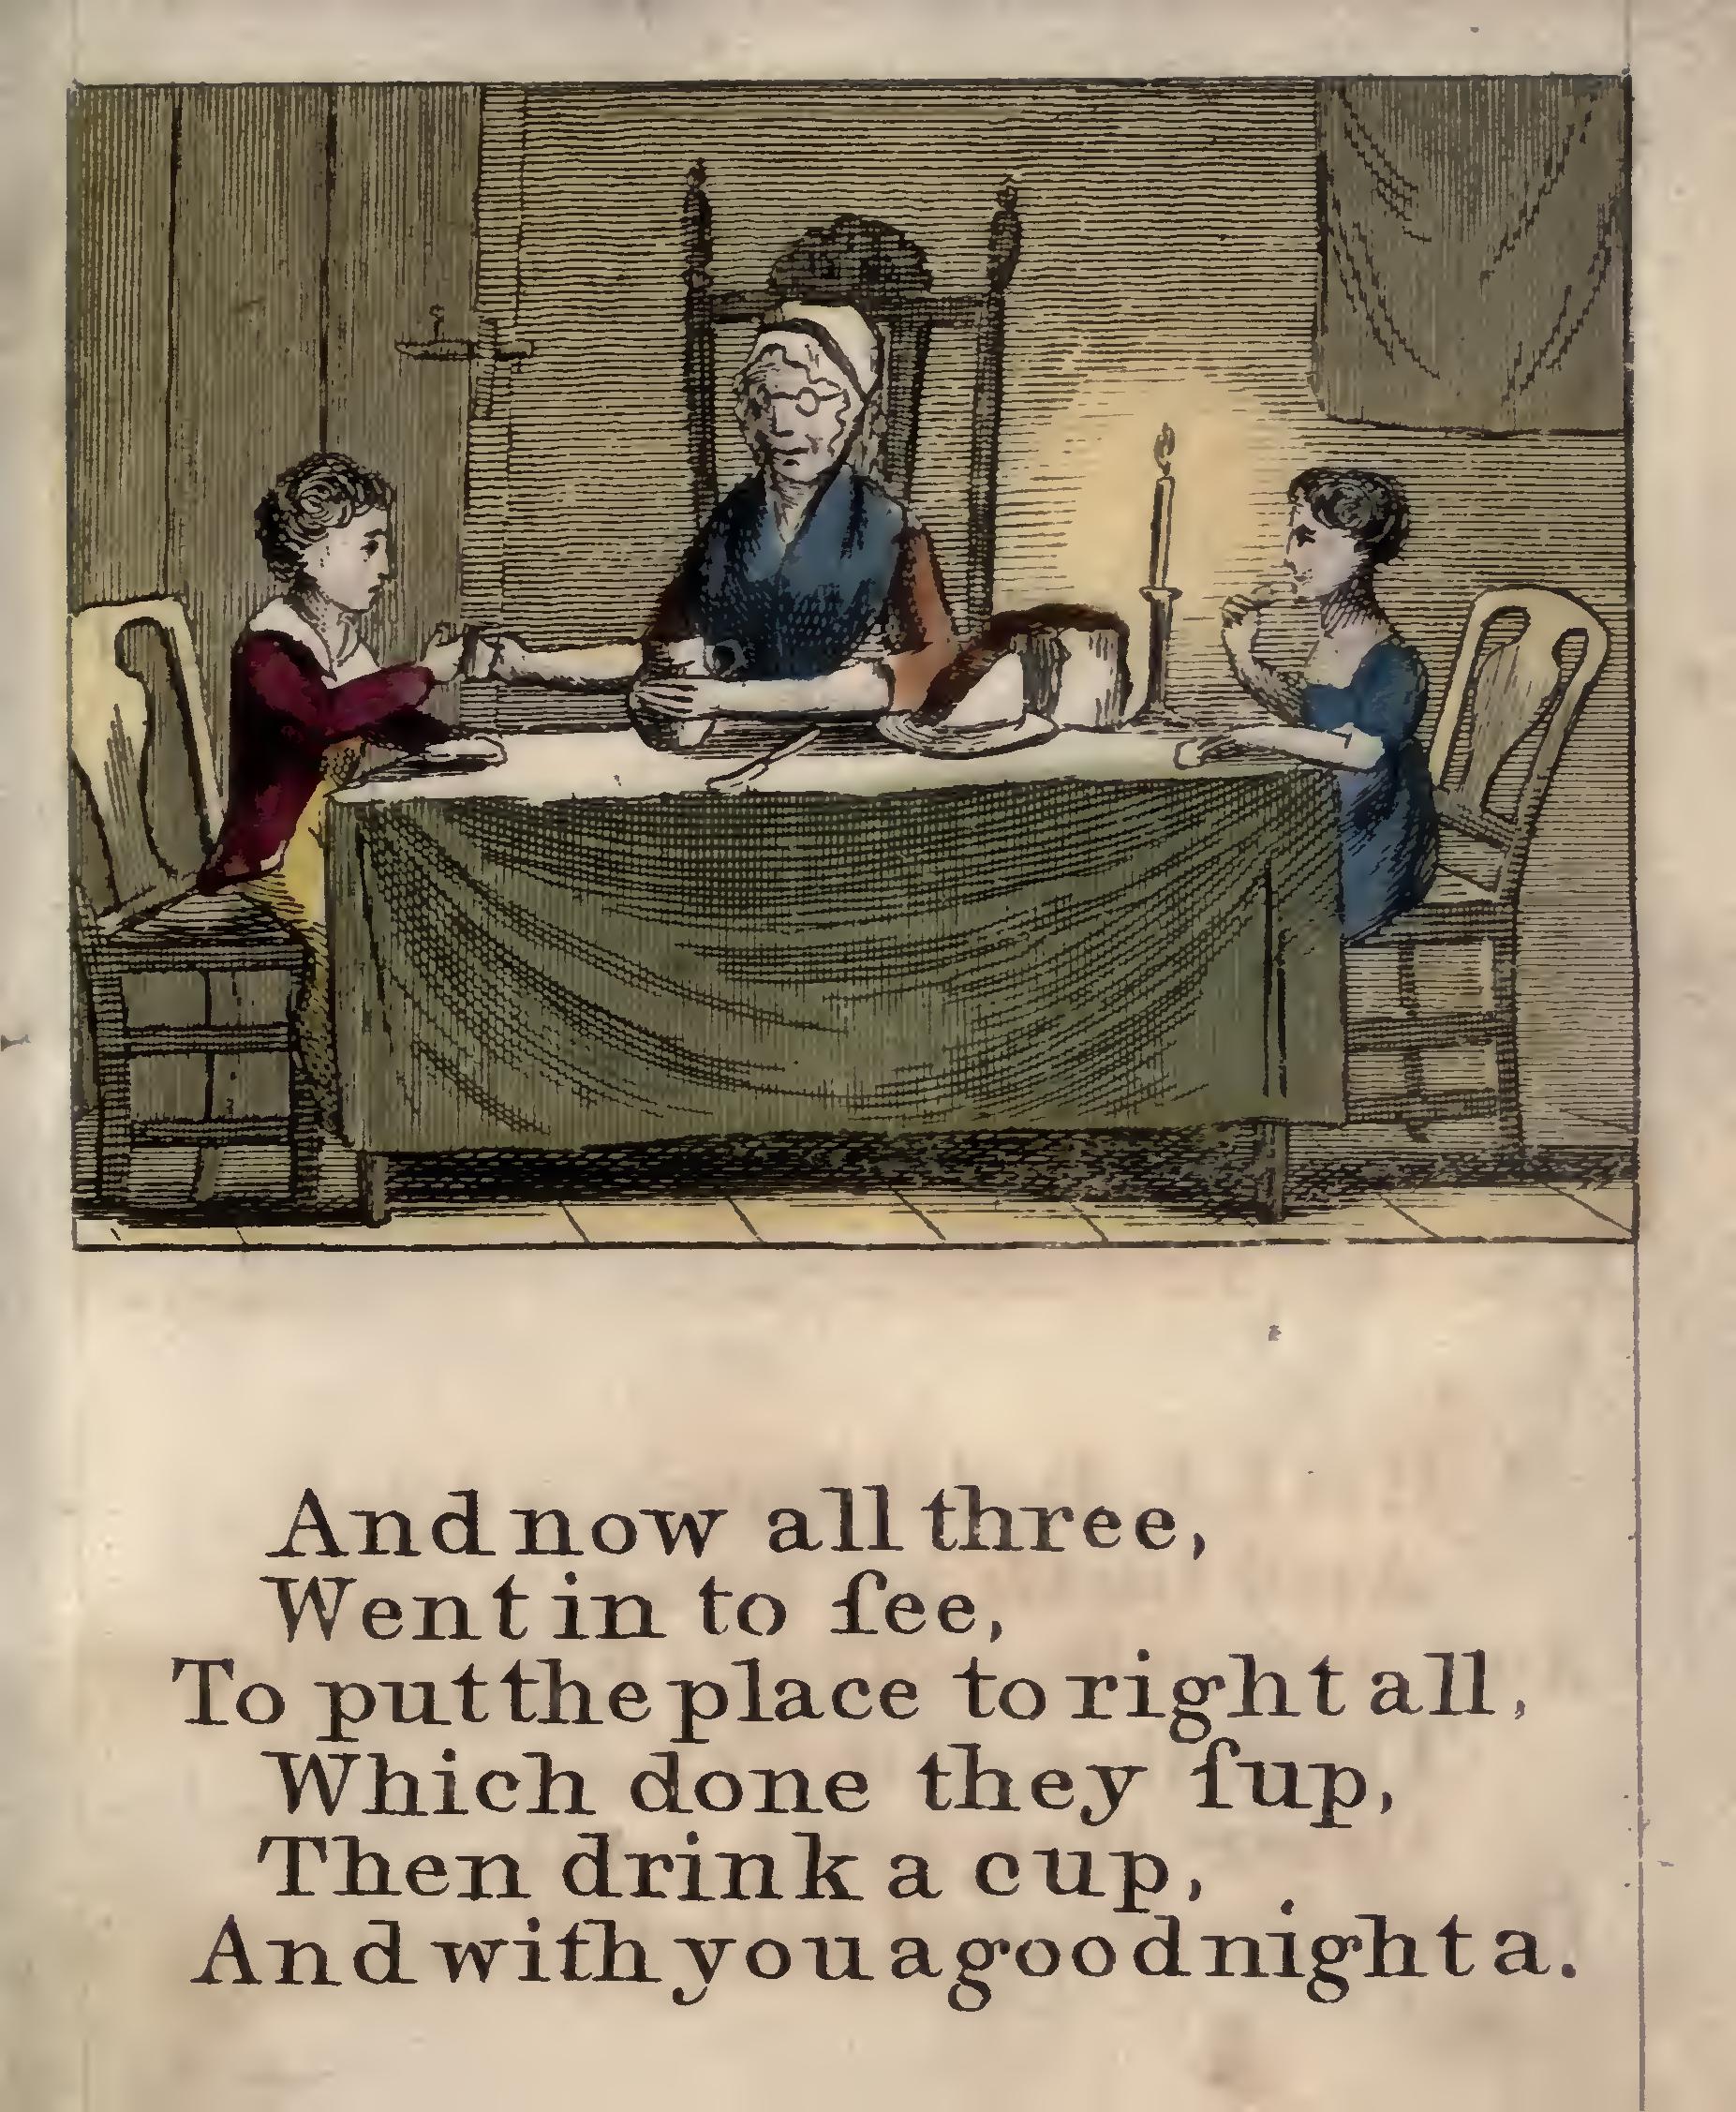 And now all three,
Went in to ſee,
To put the place to right all,
Which done they ſup,
Then drink a cup,
And with you a good night a.